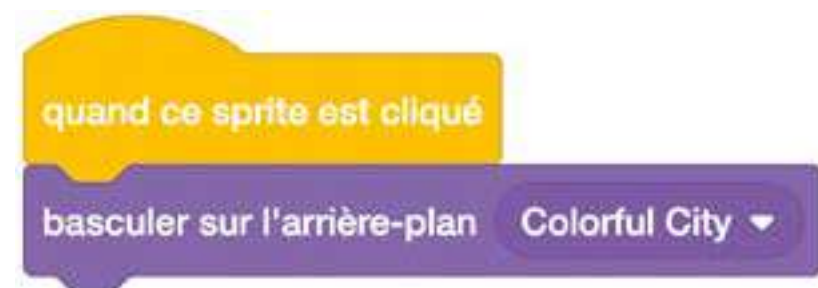 quand ce sprite est cliqué
basculer sur l'arrière-plan Colorful City